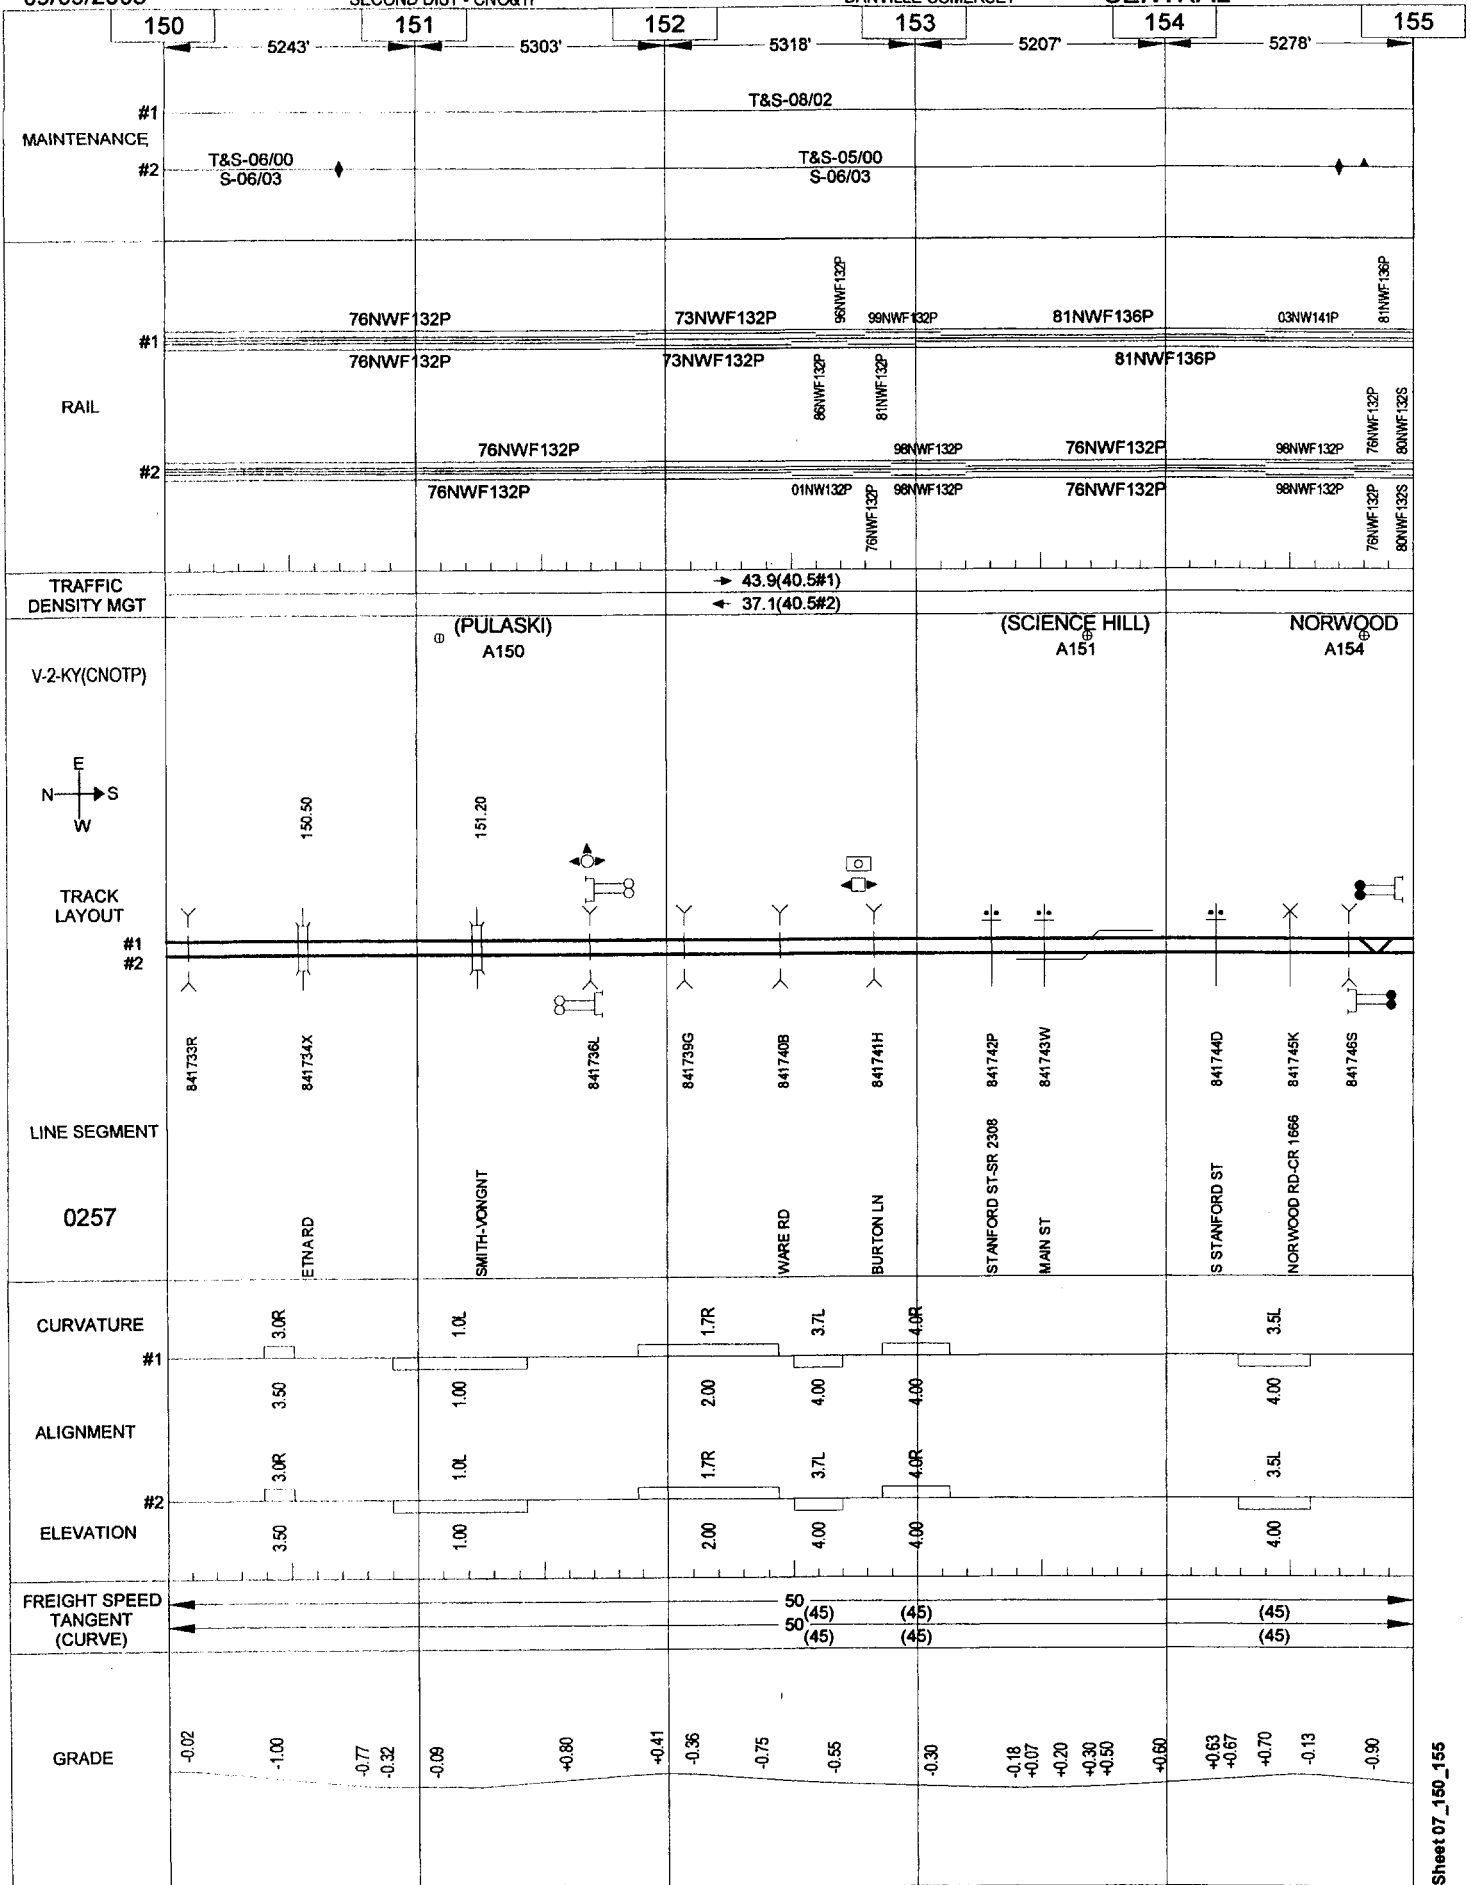 150 151 152 153 154 155
5243' 5303' 5318' 5207' 5278'
MAINTENANCE
#1
T&S-08/02
#2
T&S-06/00
S-06/03
T&S-05/00
S-06/03
RAIL
#1
76NWF132P 73NWF132P 96NWF132P 99NWF132P 81NWF136P 03NW141P 81NWF136P
76NWF132P 73NWF132P 86NWF132P 81NWF132P 81NWF136P
#2
76NWF132P 98NWF132P 76NWF132P 98NWF132P 76NWF132P 80NWF132S
76NWF132P 01NW132P 76NWF132P 98NWF132P 76NWF132P 98NWF132P 76NWF132P 80NWF132S
TRAFFIC
DENSITY MGT
43.9(40.5#1)
37.1(40.5#2)
V-2-KY(CNOTP)
(PULASKI)
A150
(SCIENCE HILL)
A151
NORWOOD
A154
E
N S
W
150.50
151.20
TRACK
LAYOUT
#1
#2
841733R 841734X 841736L 841739G 841740B 841741H 841742P 841743W 841744D 841745K 841746S
LINE SEGMENT
0257
ETNA RD
SMITH-VONGNT
WARE RD
BURTON LN
STANFORD ST-SR 2308
MAIN ST
S STANFORD ST
NORWOOD RD-CR 1666
CURVATURE
#1
3.0R 1.0L 1.7R 3.7L 4.0R 3.5L
3.50 1.00 2.00 4.00 4.00 4.00
ALIGNMENT
#2
3.0R 1.0L 1.7R 3.7L 4.0R 3.5L
3.50 1.00 2.00 4.00 4.00 4.00
ELEVATION
FREIGHT SPEED
TANGENT
(CURVE)
50
(45) (45) (45)
50
(45) (45) (45)
GRADE
-0.02 -1.00 -0.77 -0.32 -0.09 +0.80 +0.41 -0.36 -0.75 -0.55 -0.30 -0.18 +0.07 +0.20 +0.30 +0.50 +0.60 +0.63 +0.67 +0.70 -0.13 -0.90
Sheet 07_150_155